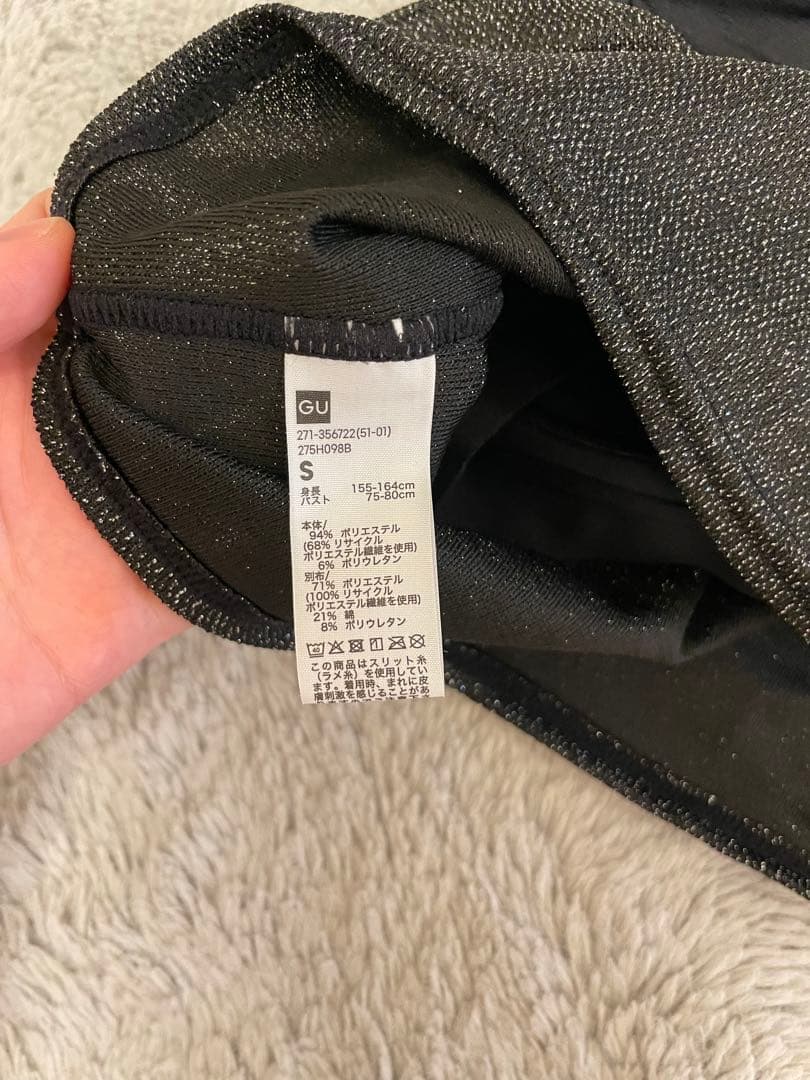 GU
271-356722(51-01)
275H098B
S
身長 155-164cm
バスト 75-80cm
本体/
94% ポリエステル
(68% リサイクル
ポリエステル繊維を使用)
6% ポリウレタン
別布/
71% ポリエステル
(100% リサイクル
ポリエステル繊維を使用)
21% 綿
8% ポリウレタン
40
この商品はスリット糸
(ラメ糸)を使用してい
ます。着用時、まれに皮
膚刺激を感じることがあ